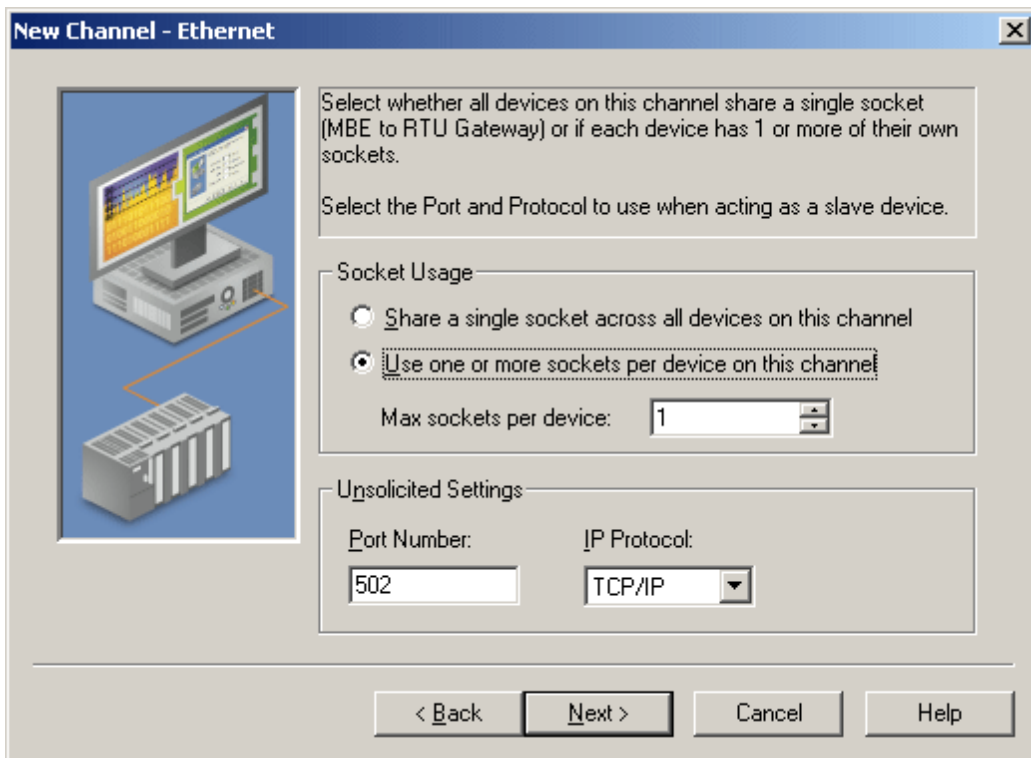 New Channel - Ethernet
Select whether all devices on this channel share a single socket
(MBE to RTU Gateway) or if each device has 1 or more of their own
sockets.
Select the Port and Protocol to use when acting as a slave device.
Socket Usage
Share a single socket across all devices on this channel
Use one or more sockets per device on this channel
Max sockets per device: 1
Unsolicited Settings
Port Number: IP Protocol:
502 TCP/IP
< Back Next > Cancel Help